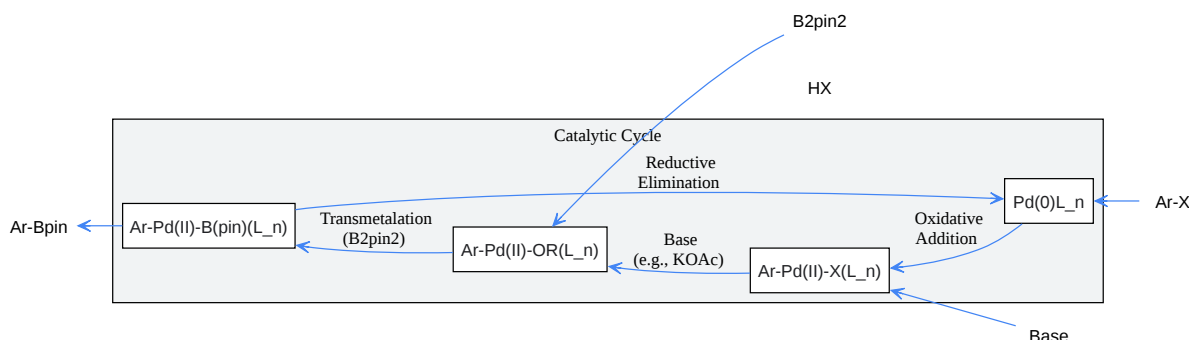 B2pin2
HX
Catalytic Cycle
Reductive
Elimination
Pd(0)L_n
Ar-X
Ar-Bpin
Ar-Pd(II)-B(pin)(L_n)
Transmetalation
(B2pin2)
Oxidative
Addition
Ar-Pd(II)-OR(L_n)
Base
(e.g., KOAc)
Ar-Pd(II)-X(L_n)
Base